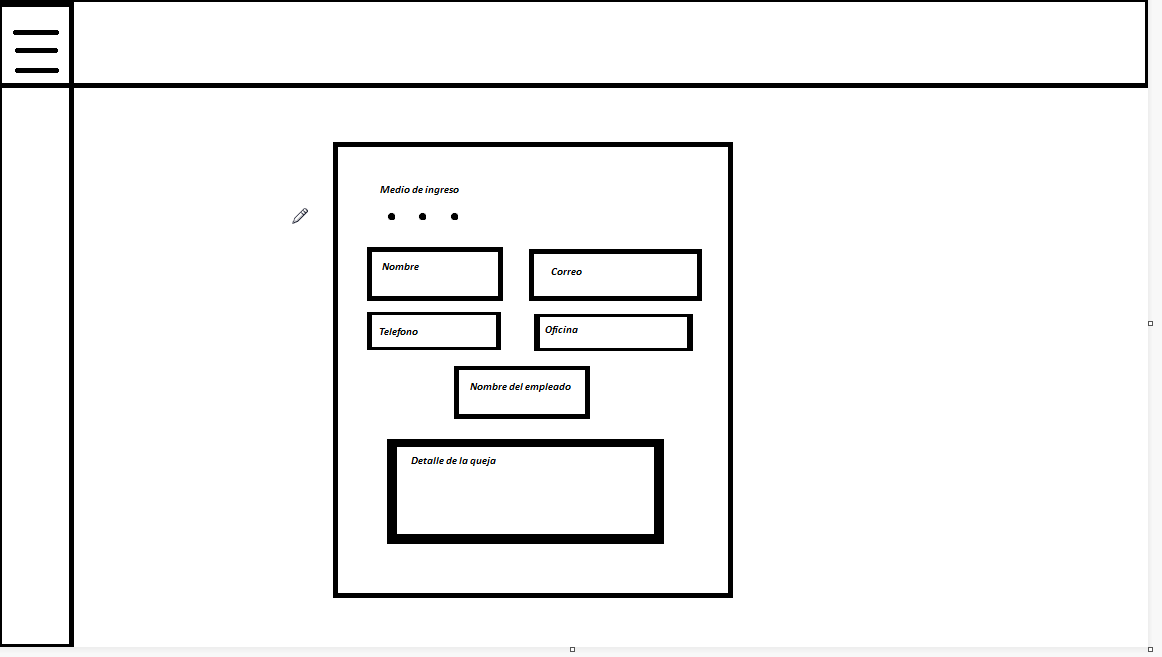 Medio de ingreso
Nombre
Correo
Telefono
Oficina
Nombre del empleado
Detalle de la queja